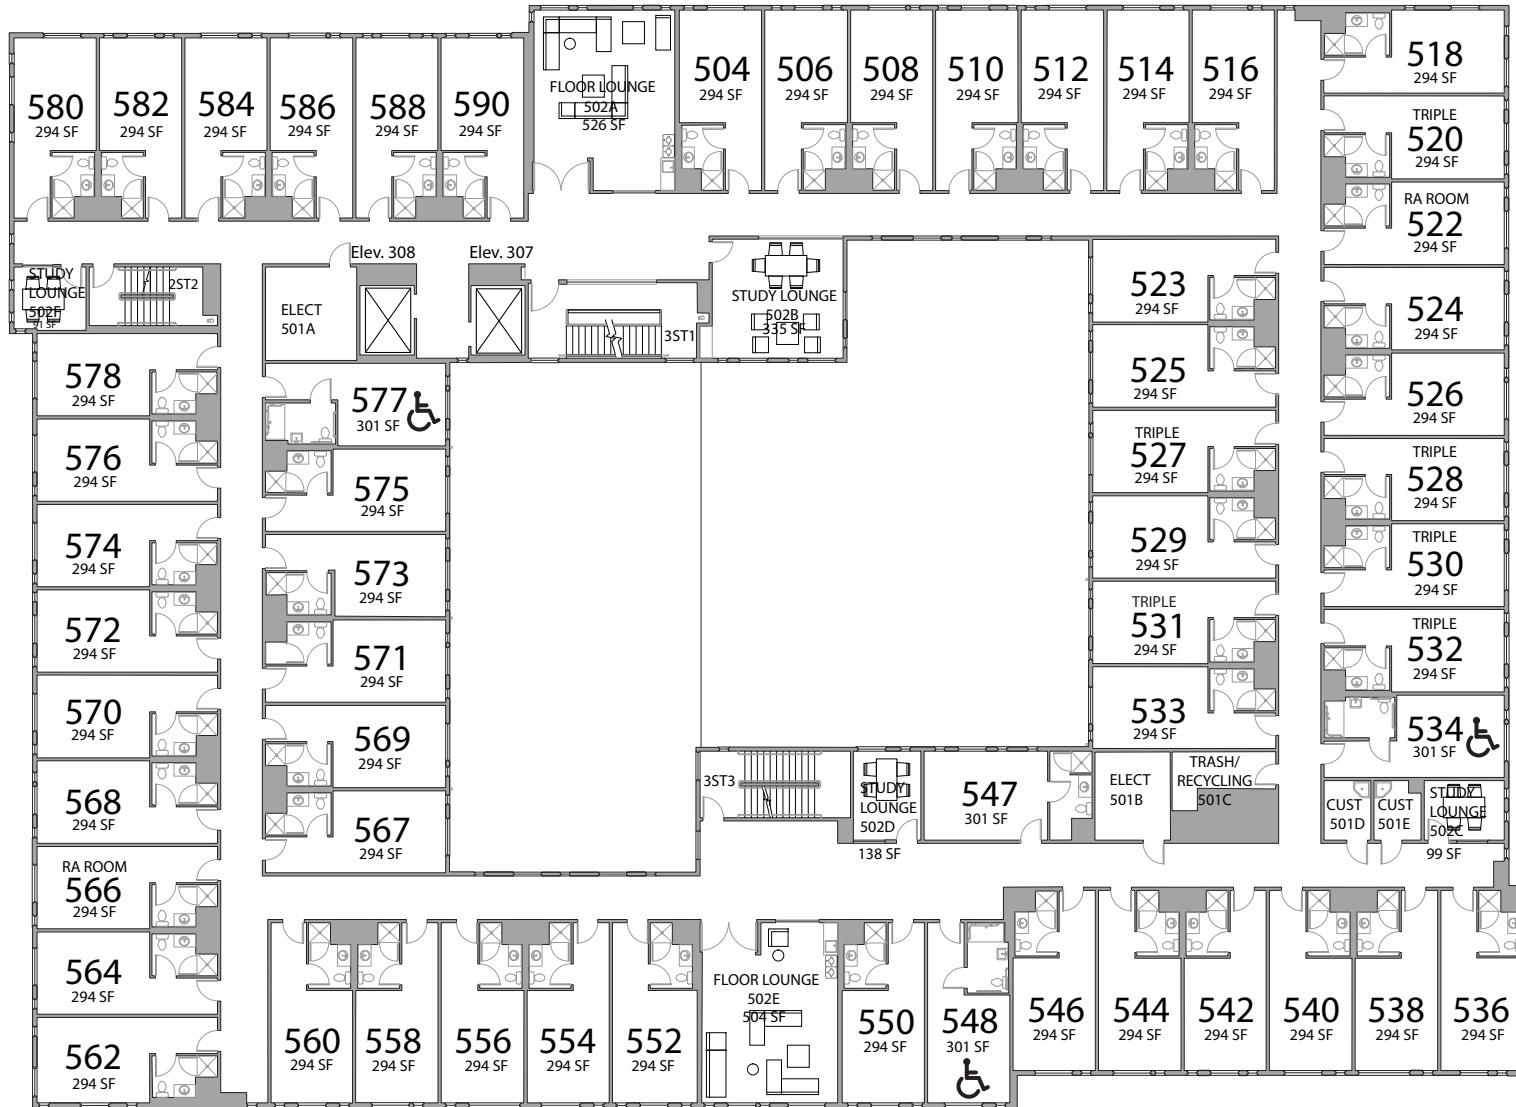 580
294 SF
582
294 SF
584
294 SF
586
294 SF
588
294 SF
590
294 SF
FLOOR LOUNGE
502A
526 SF
504
294 SF
506
294 SF
508
294 SF
510
294 SF
512
294 SF
514
294 SF
516
294 SF
518
294 SF
TRIPLE
520
294 SF
RA ROOM
522
294 SF
524
294 SF
526
294 SF
TRIPLE
528
294 SF
TRIPLE
530
294 SF
TRIPLE
532
294 SF
534
301 SF
STUDY
LOUNGE
502F
91 SF
2ST2
ELECT
501A
Elev. 308
Elev. 307
3ST1
STUDY LOUNGE
502B
335 SF
523
294 SF
525
294 SF
TRIPLE
527
294 SF
529
294 SF
TRIPLE
531
294 SF
533
294 SF
578
294 SF
576
294 SF
574
294 SF
572
294 SF
570
294 SF
568
294 SF
RA ROOM
566
294 SF
564
294 SF
562
294 SF
577
301 SF
575
294 SF
573
294 SF
571
294 SF
569
294 SF
567
294 SF
3ST3
STUDY
LOUNGE
502D
138 SF
547
301 SF
ELECT
501B
TRASH/
RECYCLING
501C
CUST
501D
CUST
501E
STUDY
LOUNGE
502C
99 SF
560
294 SF
558
294 SF
556
294 SF
554
294 SF
552
294 SF
FLOOR LOUNGE
502E
504 SF
550
294 SF
548
301 SF
546
294 SF
544
294 SF
542
294 SF
540
294 SF
538
294 SF
536
294 SF